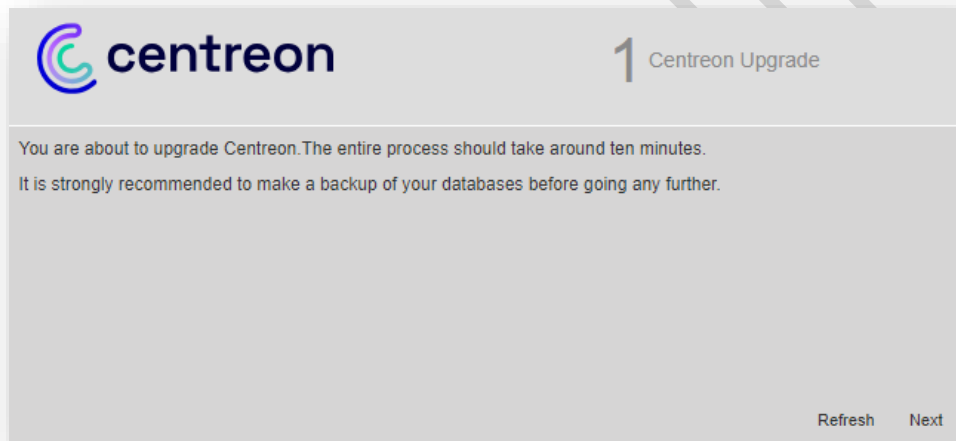 centreon
1 Centreon Upgrade
You are about to upgrade Centreon.The entire process should take around ten minutes.
It is strongly recommended to make a backup of your databases before going any further.
Refresh Next